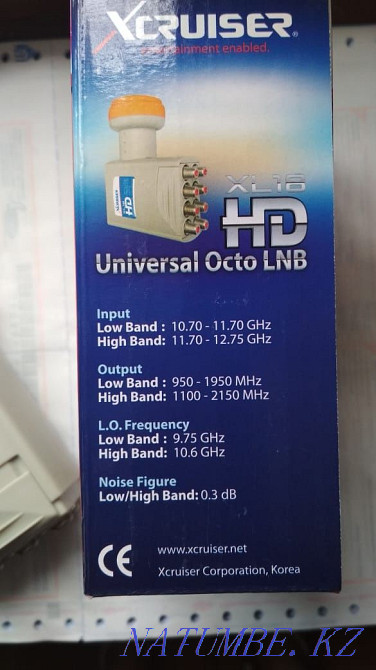 XCRUISER®
entertainment enabled.
XCRUISER
HD
XL18
HD
Universal Octo LNB
Input
Low Band : 10.70 - 11.70 GHz
High Band: 11.70 - 12.75 GHz
Output
Low Band : 950 - 1950 MHz
High Band: 1100 - 2150 MHz
L.O. Frequency
Low Band : 9.75 GHz
High Band: 10.6 GHz
Noise Figure
Low/High Band: 0.3 dB
CE
www.xcruiser.net
Xcruiser Corporation, Korea
NATUMBE.KZ